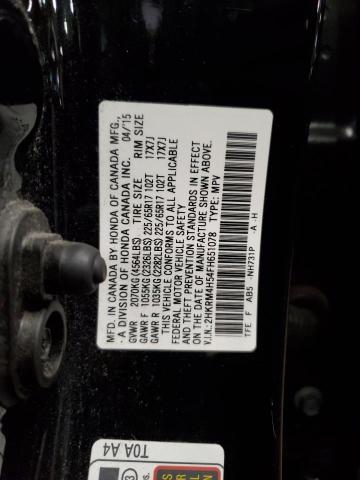 MFD. IN CANADA BY HONDA OF CANADA MFG.,
A DIVISION OF HONDA CANADA INC. 04/15
GVWR 2070KG (4564LBS) TIRE SIZE RIM SIZE
GAWR F 1055KG (2326LBS) 225/65R17 102T 17X7J
GAWR R 1035KG (2282LBS) 225/65R17 102T 17X7J
THIS VEHICLE CONFORMS TO ALL APPLICABLE
FEDERAL MOTOR VEHICLE SAFETY
AND THEFT PREVENTION STANDARDS IN EFFECT
ON THE DATE OF MANUFACTURE SHOWN ABOVE.
V.I.N.: 2HKRM4H54FH651078 TYPE: MPV
TFE F AB5 NH731P -A -H
T0A A4